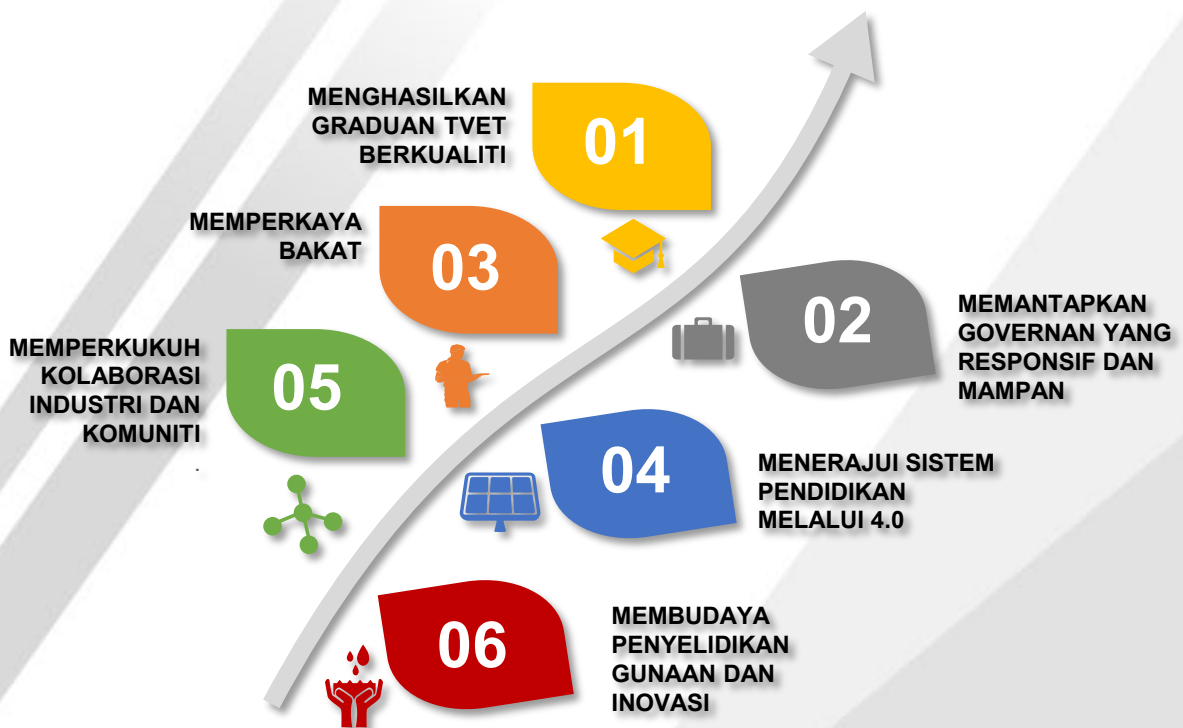 MENGHASILKAN
GRADUAN TVET
BERKUALITI
01
MEMPERKAYA
BAKAT
03
02
MEMANTAPKAN
GOVERNAN YANG
RESPONSIF DAN
MAMPAN
MEMPERKUKUH
KOLABORASI
INDUSTRI DAN
KOMUNITI
.
05
04
MENERAJUI SISTEM
PENDIDIKAN
MELALUI 4.0
06
MEMBUDAYA
PENYELIDIKAN
GUNAAN DAN
INOVASI